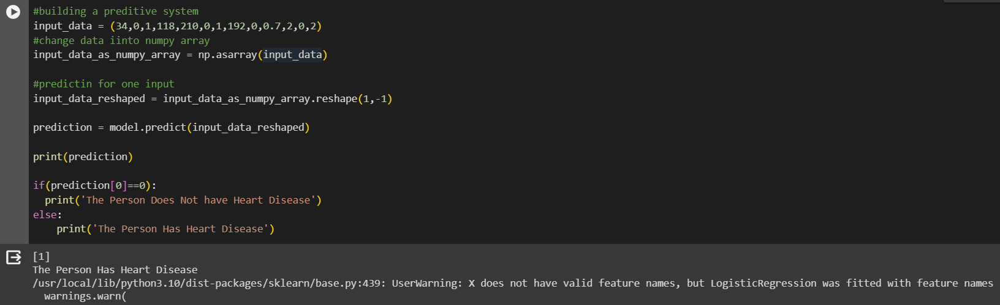 #building a preditive system
input_data = (34,0,1,118,210,0,1,192,0,0.7,2,0,2)
#change data iinto numpy array
input_data_as_numpy_array = np.asarray(input_data)
#predictin for one input
input_data_reshaped = input_data_as_numpy_array.reshape(1,-1)
prediction = model.predict(input_data_reshaped)
print(prediction)
if(prediction[0]==0):
  print('The Person Does Not have Heart Disease')
else:
    print('The Person Has Heart Disease')
[1]
The Person Has Heart Disease
/usr/local/lib/python3.10/dist-packages/sklearn/base.py:439: UserWarning: X does not have valid feature names, but LogisticRegression was fitted with feature names
  warnings.warn(